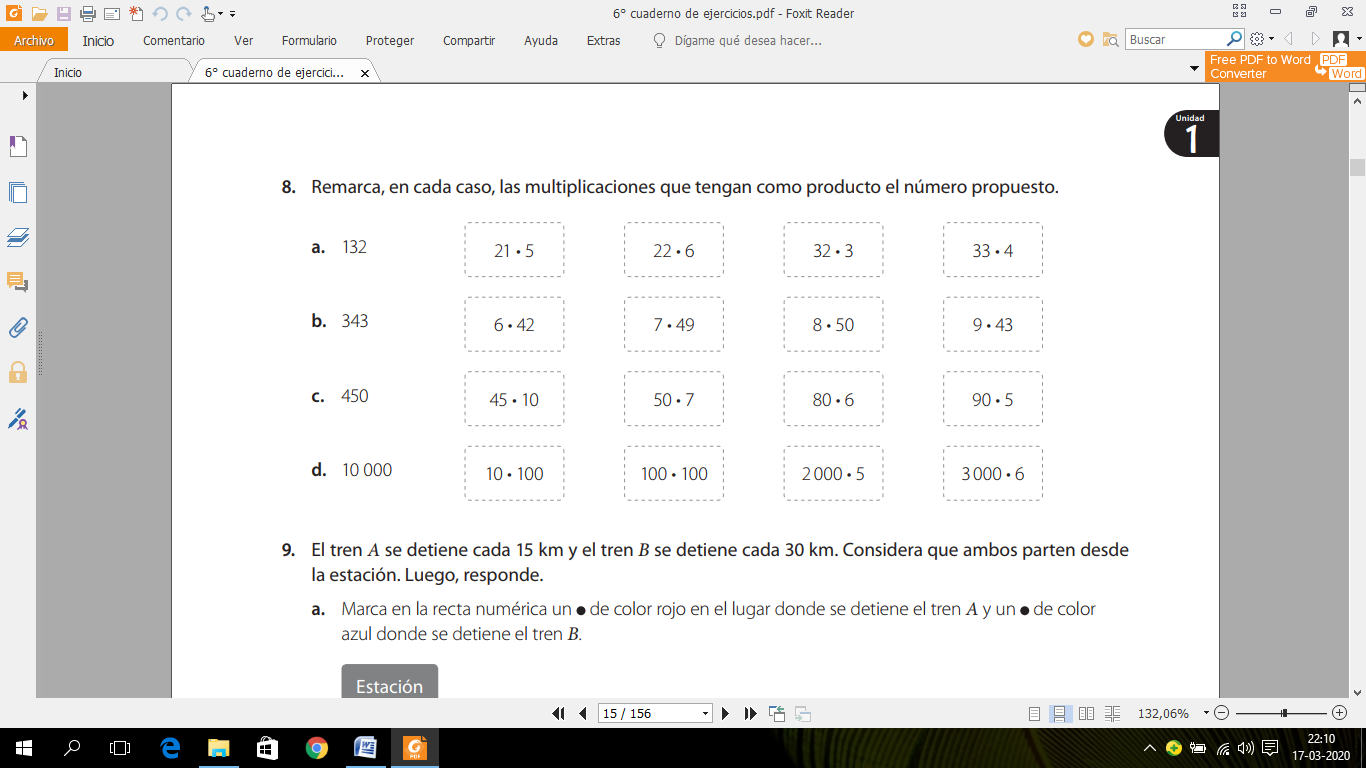 6° cuaderno de ejercicios.pdf - Foxit Reader
Archivo Inicio Comentario Ver Formulario Proteger Compartir Ayuda Extras Dígame qué desea hacer... Buscar
Inicio 6° cuaderno de ejercici... Free PDF to Word Converter PDF Word
Unidad
1
8. Remarca, en cada caso, las multiplicaciones que tengan como producto el número propuesto.
a. 132 21 • 5 22 • 6 32 • 3 33 • 4
b. 343 6 • 42 7 • 49 8 • 50 9 • 43
c. 450 45 • 10 50 • 7 80 • 6 90 • 5
d. 10 000 10 • 100 100 • 100 2 000 • 5 3 000 • 6
9. El tren A se detiene cada 15 km y el tren B se detiene cada 30 km. Considera que ambos parten desde
la estación. Luego, responde.
a. Marca en la recta numérica un ● de color rojo en el lugar donde se detiene el tren A y un ● de color
azul donde se detiene el tren B.
Estación
15 / 156 132,06%
22:10
17-03-2020